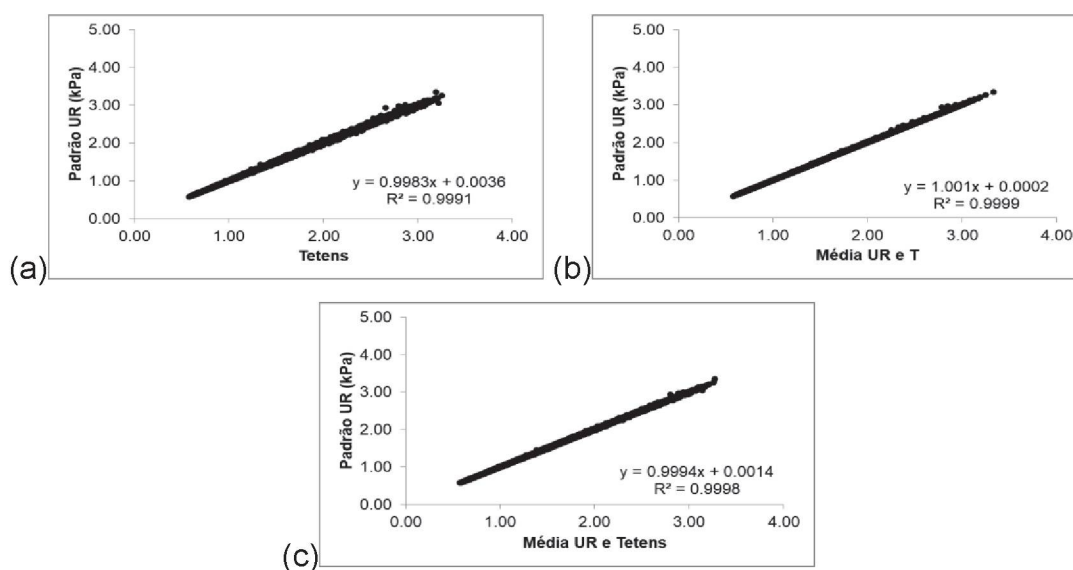 5.00
4.00
3.00
2.00
1.00
0.00
Padrão UR (kPa)
y = 0.9983x + 0.0036
R² = 0.9991
0.00 1.00 2.00 3.00 4.00
Tetens
(a)
5.00
4.00
3.00
2.00
1.00
0.00
Padrão UR (kPa)
y = 1.001x + 0.0002
R² = 0.9999
0.00 1.00 2.00 3.00 4.00
Média UR e T
(b)
5.00
4.00
3.00
2.00
1.00
0.00
Padrão UR (kPa)
y = 0.9994x + 0.0014
R² = 0.9998
0.00 1.00 2.00 3.00 4.00
Média UR e Tetens
(c)